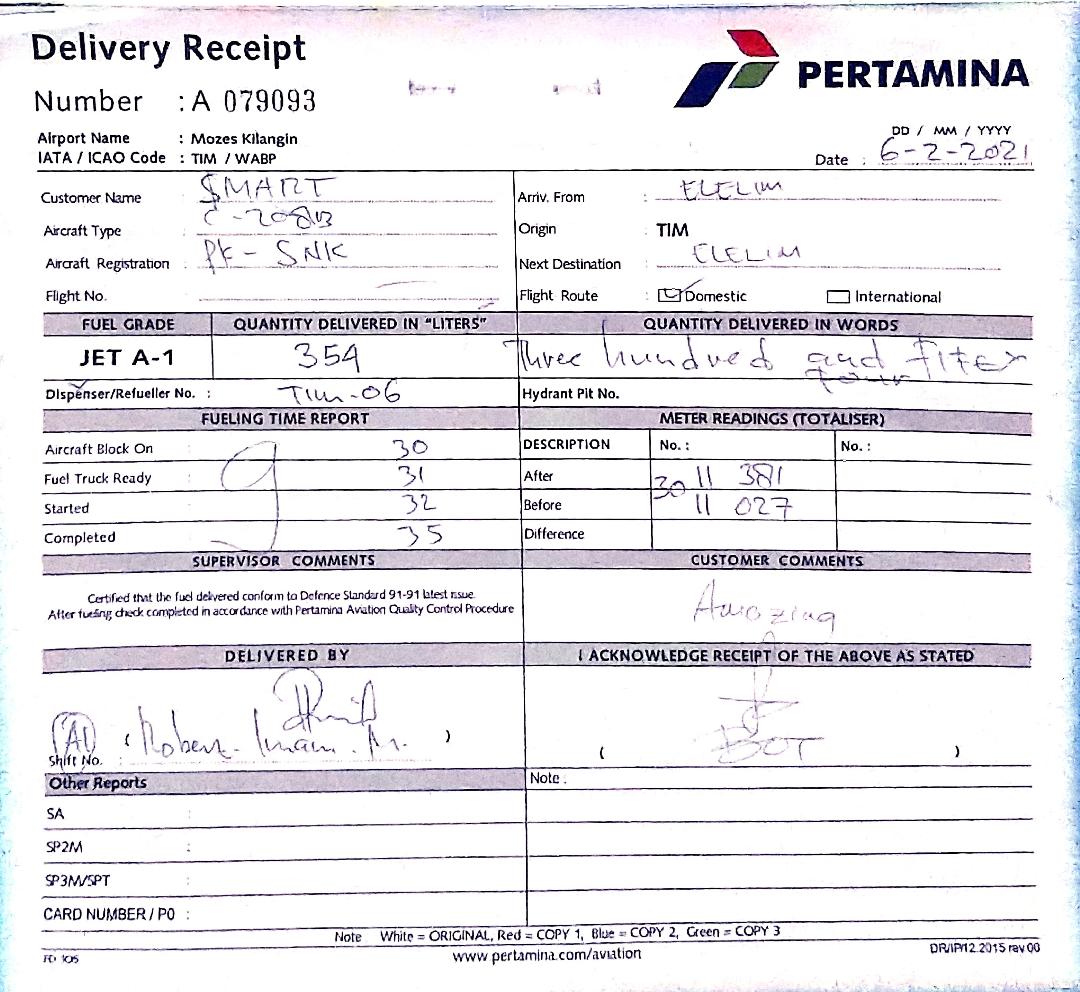 Delivery Receipt
PERTAMINA
Number : A 079093
Airport Name : Mozes Kilangin
IATA / ICAO Code : TIM / WABP
DD / MM / YYYY
Date : 6-2-2021
Customer Name : SMART
Arriv. From : ELELIM
Aircraft Type : C-208B
Origin : TIM
Aircraft Registration : PK-SNK
Next Destination : ELELIM
Flight No. :
Flight Route : Domestic International
FUEL GRADE QUANTITY DELIVERED IN "LITERS" QUANTITY DELIVERED IN WORDS
JET A-1 354 Three hundred and fitey
four
Dispenser/Refueller No. : TIM-06 Hydrant Pit No.
FUELING TIME REPORT METER READINGS (TOTALISER)
Aircraft Block On : 30 DESCRIPTION No. : No. :
Fuel Truck Ready : 9 31 After 30 11 381
Started : 32 Before 11 027
Completed : 35 Difference
SUPERVISOR COMMENTS CUSTOMER COMMENTS
Certified that the fuel delivered conform to Defence Standard 91-91 latest issue.
After fueling check completed in accordance with Pertamina Aviation Quality Control Procedure
Amazing
DELIVERED BY I ACKNOWLEDGE RECEIPT OF THE ABOVE AS STATED
( Robert Imam. M. ) ( BOT )
Shift No. :
Other Reports Note :
SA :
SP2M :
SP3M/SPT :
CARD NUMBER / PO :
Note White = ORIGINAL, Red = COPY 1, Blue = COPY 2, Green = COPY 3
www.pertamina.com/aviation
DR/IP/12.2015 rev 00